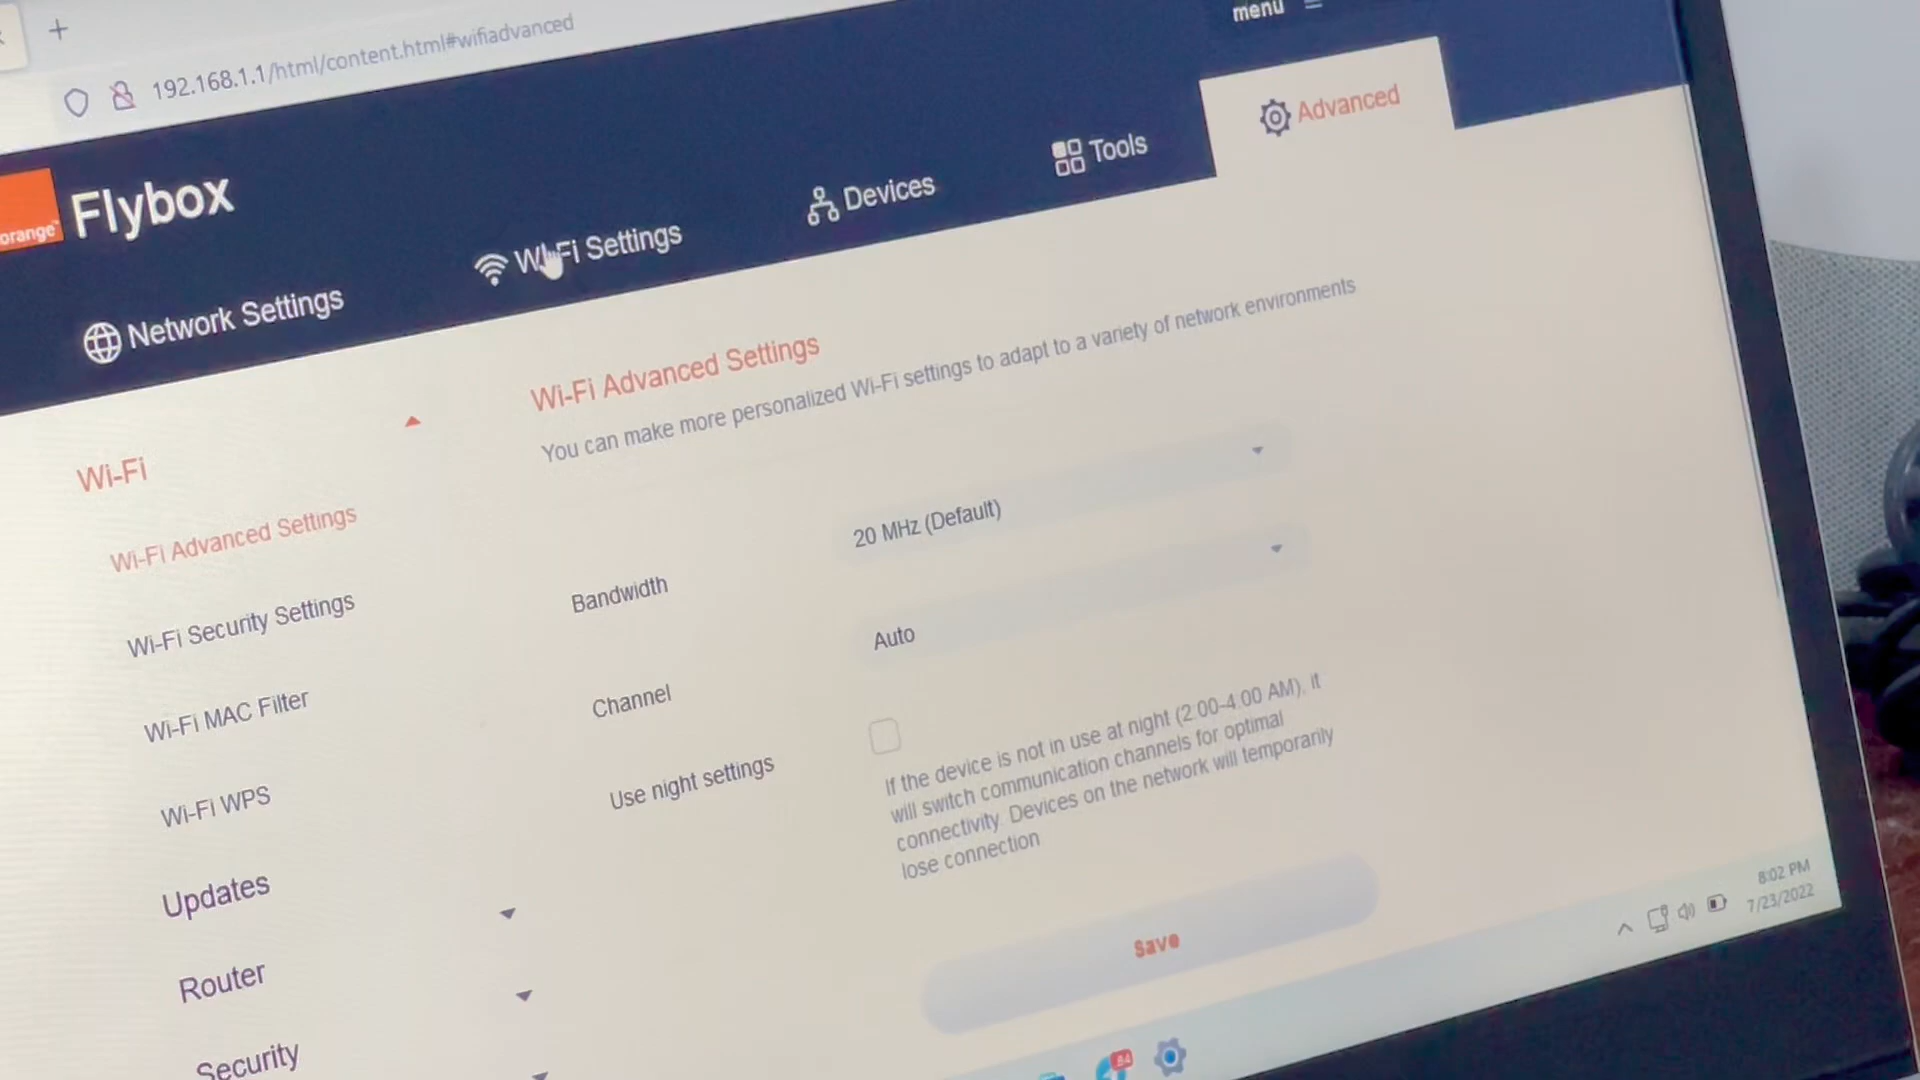 192.168.1.1/html/content.html#wifiadvanced
menu
orange
Flybox
Network Settings
Wi-Fi Settings
Devices
Tools
Advanced
Wi-Fi
Wi-Fi Advanced Settings
Wi-Fi Security Settings
Wi-Fi MAC Filter
Wi-Fi WPS
Updates
Router
Security
Wi-Fi Advanced Settings
You can make more personalized Wi-Fi settings to adapt to a variety of network environments
Bandwidth
20 MHz (Default)
Channel
Auto
Use night settings
If the device is not in use at night (2:00-4:00 AM), it
will switch communication channels for optimal
connectivity. Devices on the network will temporarily
lose connection
Save
84
8:02 PM
7/23/2022